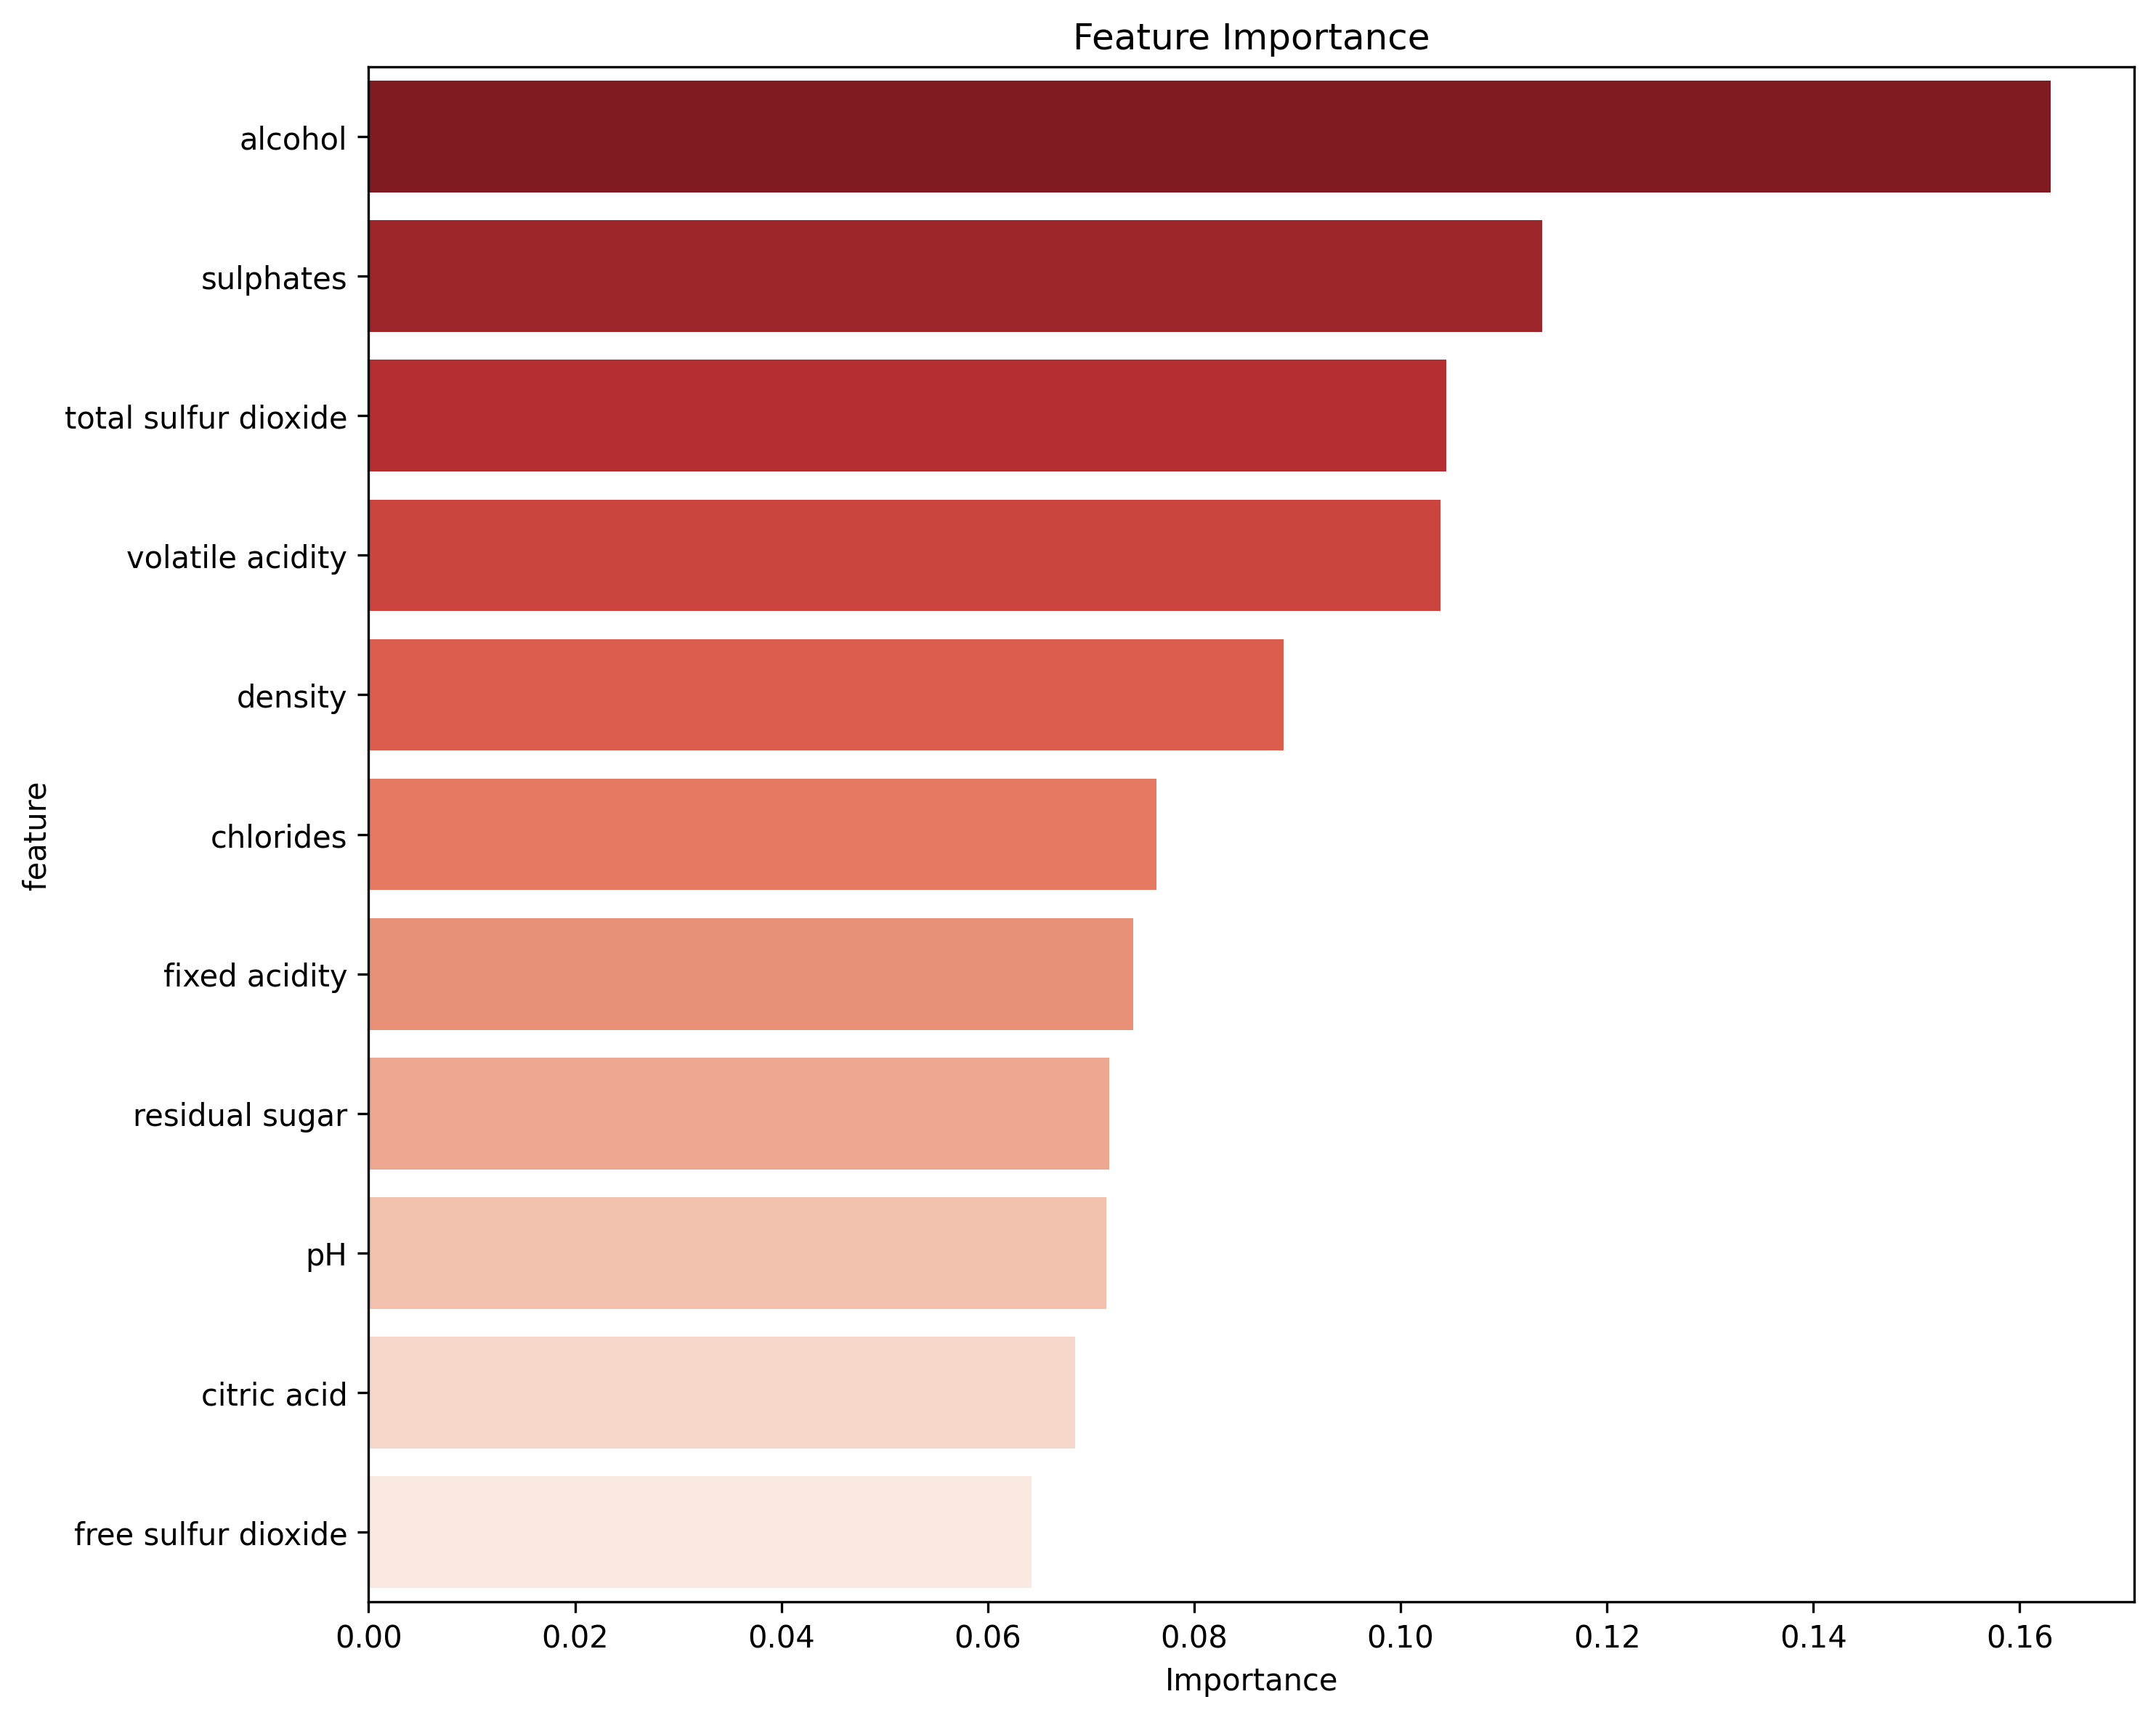 Feature Importance
alcohol
sulphates
total sulfur dioxide
volatile acidity
density
chlorides
fixed acidity
residual sugar
pH
citric acid
free sulfur dioxide
feature
0.00 0.02 0.04 0.06 0.08 0.10 0.12 0.14 0.16
Importance